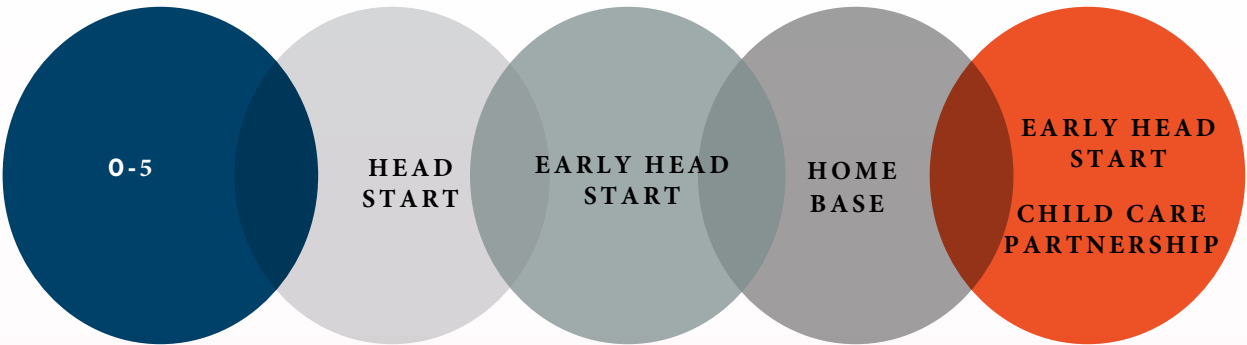 0-5
HEAD
START
EARLY HEAD
START
HOME
BASE
EARLY HEAD
START
CHILD CARE
PARTNERSHIP